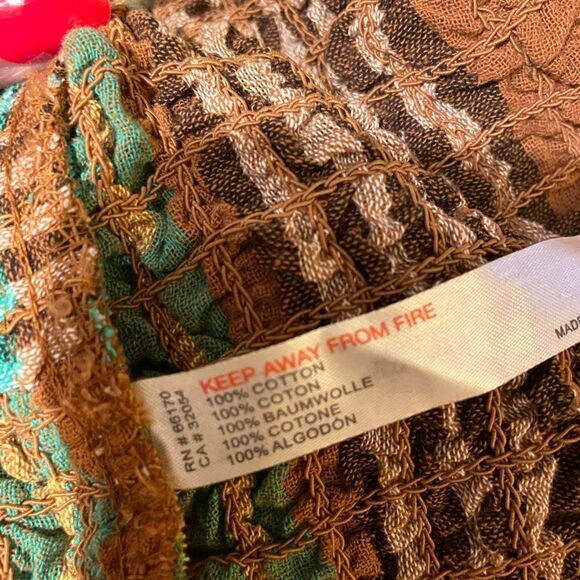 RN # 66170
CA # 32054
KEEP AWAY FROM FIRE
100% COTTON
100% COTON
100% BAUMWOLLE
100% COTONE
100% ALGODÓN
MADE